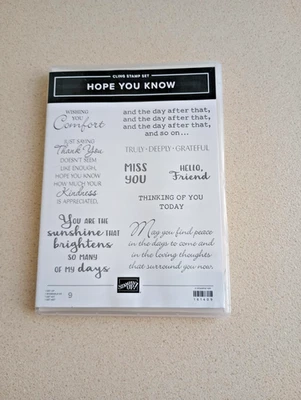 CLING STAMP SET
HOPE YOU KNOW
WISHING
YOU
Comfort
and the day after that,
and the day after that,
and the day after that,
and so on...
JUST SAYING
Thank You
DOESN'T SEEM
LIKE ENOUGH.
HOPE YOU KNOW
HOW MUCH YOUR
Kindness
IS APPRECIATED.
TRULY • DEEPLY • GRATEFUL
MISS
YOU
HELLO,
Friend
THINKING OF YOU
TODAY
YOU ARE THE
sunshine THAT
brightens
SO MANY
OF MY days
May you find peace
in the days to come and
in the loving thoughts
that surround you now.
9
STAMPIN' UP!